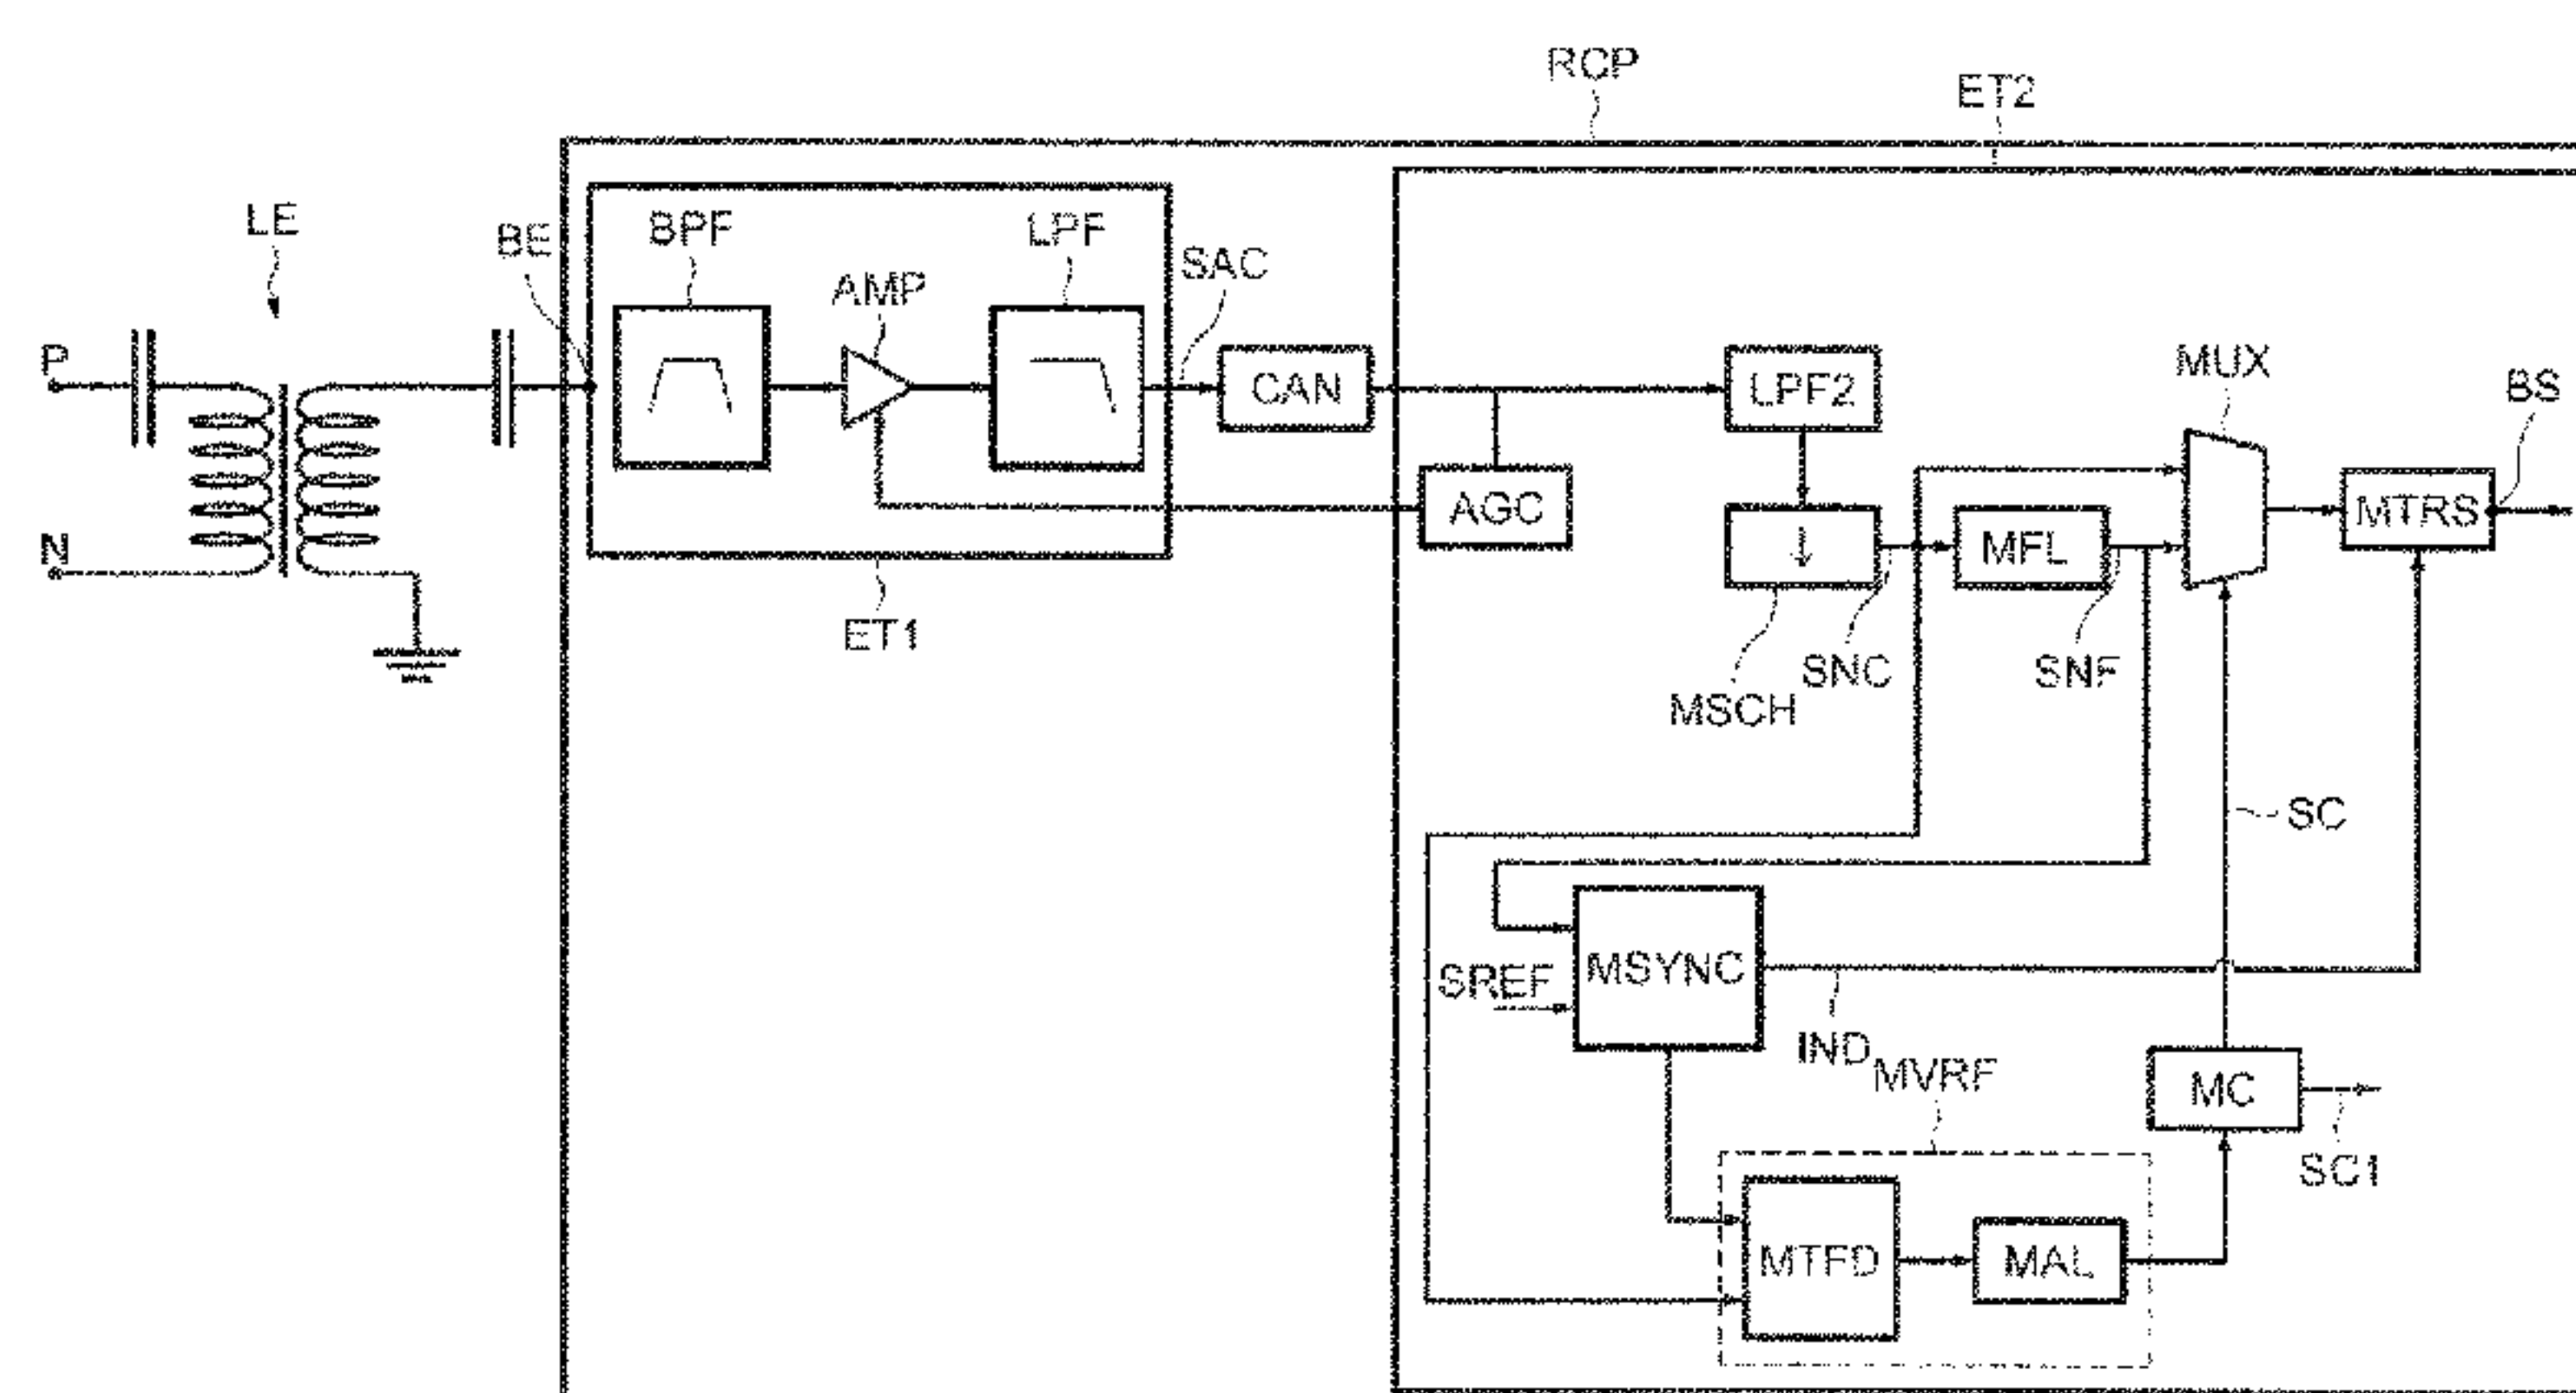 RCP
ET2
LE
BE
BPF
LPF
AMP
SAC
P
CAN
LPF2
MUX
BS
AGC
MFL
MTRS
N
ET1
SNC
SNF
MSCH
SC
SREF
MSYNC
IND
MVRF
MC
SC1
MTFD
MAL